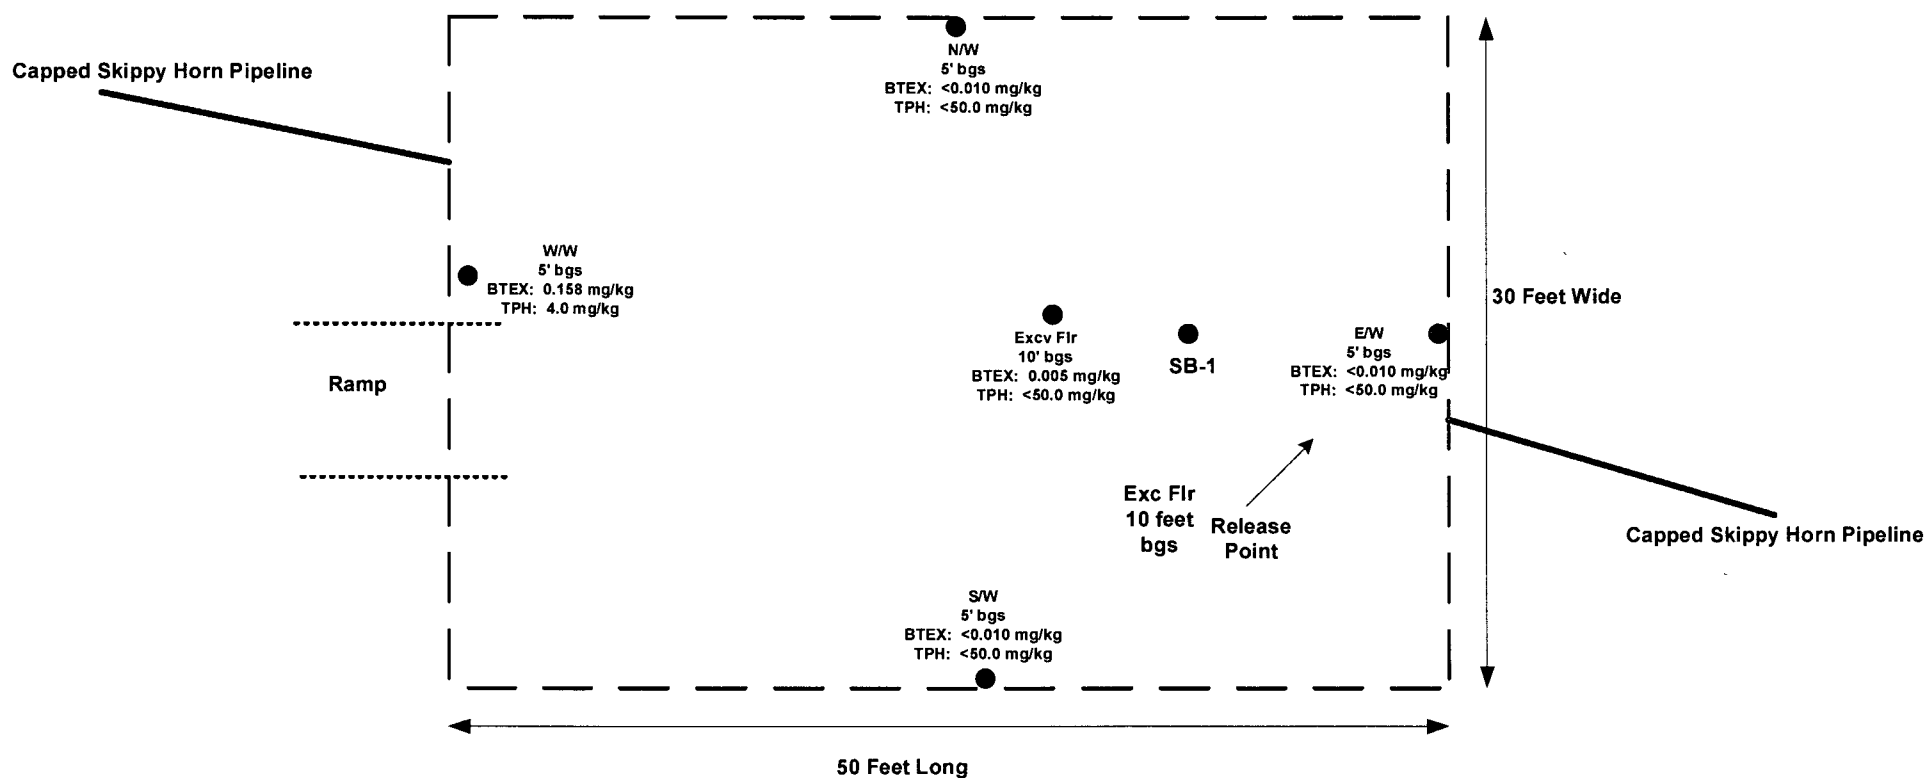 N/W
5' bgs
BTEX: <0.010 mg/kg
TPH: <50.0 mg/kg
Capped Skippy Horn Pipeline
W/W
5' bgs
BTEX: 0.158 mg/kg
TPH: 4.0 mg/kg
30 Feet Wide
Excv Flr
10' bgs
BTEX: 0.005 mg/kg
TPH: <50.0 mg/kg
SB-1
E/W
5' bgs
BTEX: <0.010 mg/kg
TPH: <50.0 mg/kg
Ramp
Exc Flr
10 feet
bgs
Release
Point
Capped Skippy Horn Pipeline
S/W
5' bgs
BTEX: <0.010 mg/kg
TPH: <50.0 mg/kg
50 Feet Long